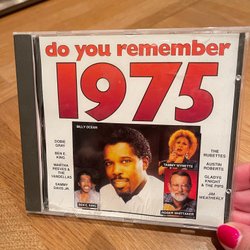 do you remember
1975
BILLY OCEAN
DOBIE
GRAY
BEN E.
KING
MARTHA
REEVES &
THE
VANDELLAS
SAMMY
DAVIS JR.
BEN E. KING
TAMMY WYNETTE
ROGER WHITTAKER
THE
RUBETTES
AUSTIN
ROBERTS
GLADYS
KNIGHT
& THE PIPS
JIM
WEATHERLY